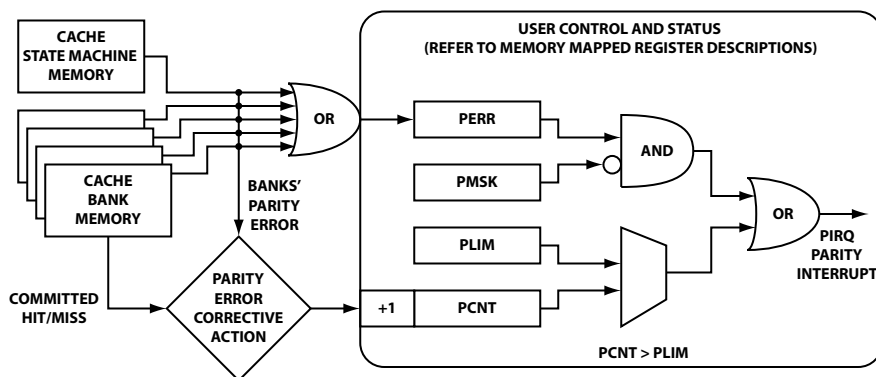 CACHE
STATE MACHINE
MEMORY
USER CONTROL AND STATUS
(REFER TO MEMORY MAPPED REGISTER DESCRIPTIONS)
OR
PERR
AND
CACHE
BANK
MEMORY
BANKS'
PARITY
ERROR
PMSK
OR
PIRQ
PARITY
INTERRUPT
PLIM
COMMITTED
HIT/MISS
PARITY
ERROR
CORRECTIVE
ACTION
+1
PCNT
PCNT > PLIM